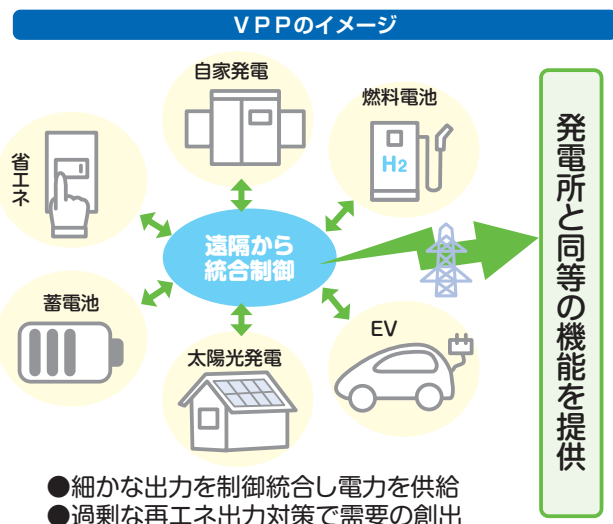 VPPのイメージ
自家発電
燃料電池
H2
省エネ
遠隔から
統合制御
蓄電池
太陽光発電
EV
発電所と同等の機能を提供
●細かな出力を制御統合し電力を供給
●過剰な再エネ出力対策で需要の創出